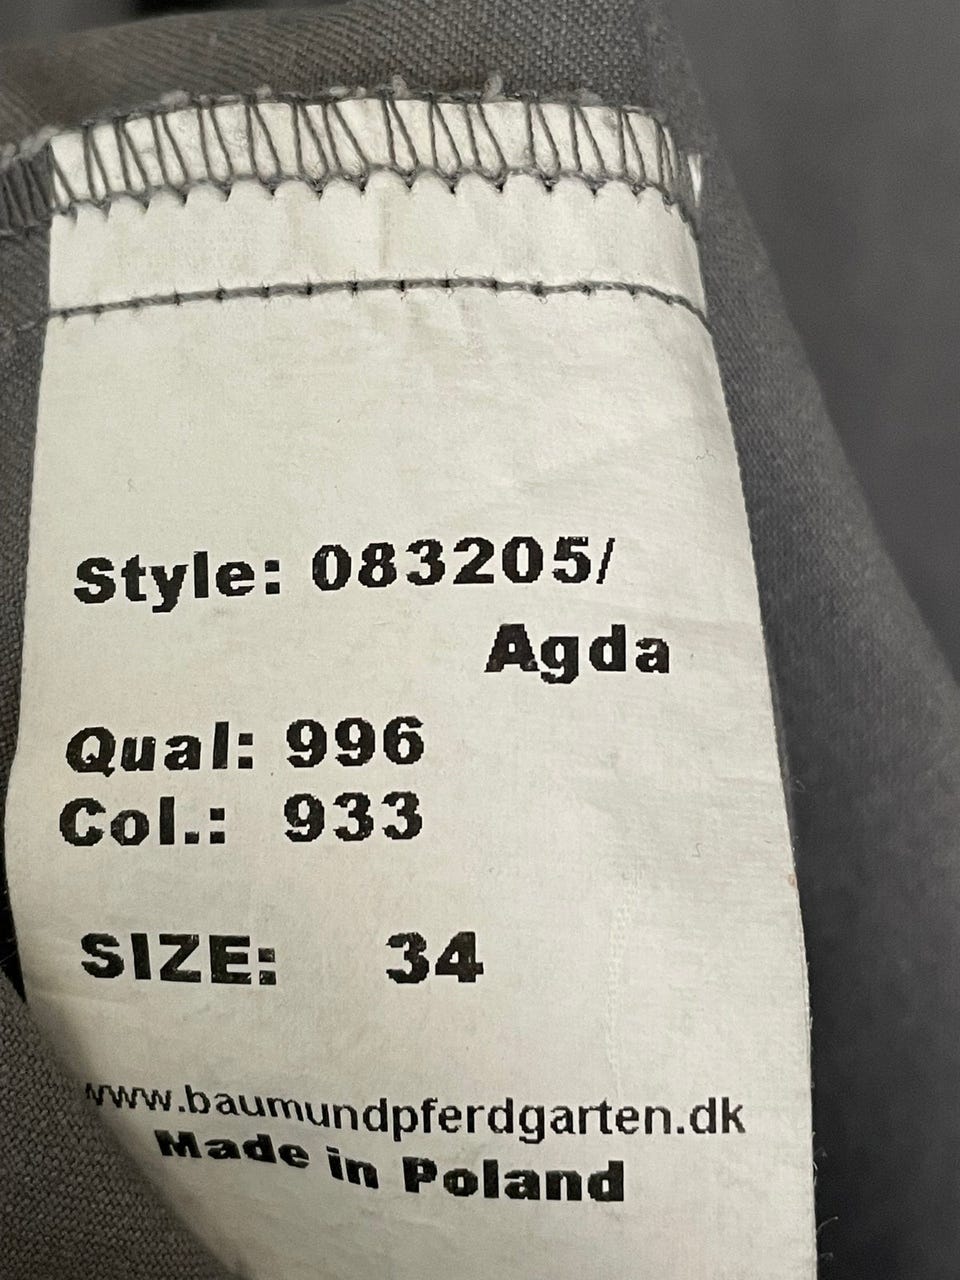 Style: 083205/
Agda
Qual: 996
Col.: 933
SIZE: 34
www.baumundpferdgarten.dk
Made in Poland